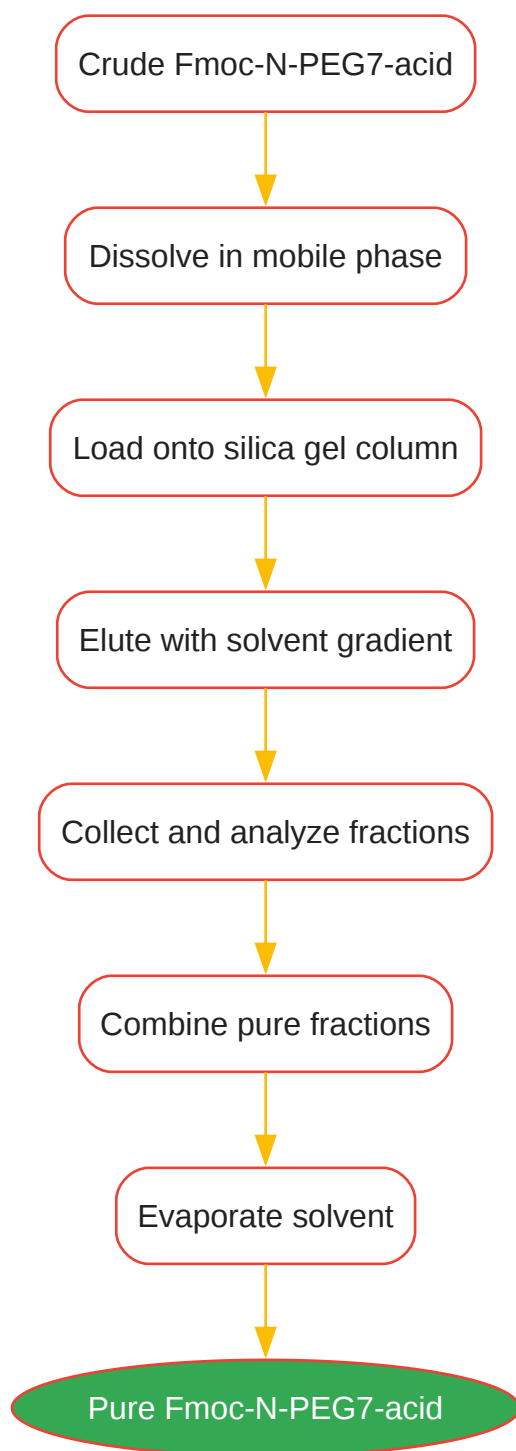 Crude Fmoc-N-PEG7-acid
Dissolve in mobile phase
Load onto silica gel column
Elute with solvent gradient
Collect and analyze fractions
Combine pure fractions
Evaporate solvent
Pure Fmoc-N-PEG7-acid